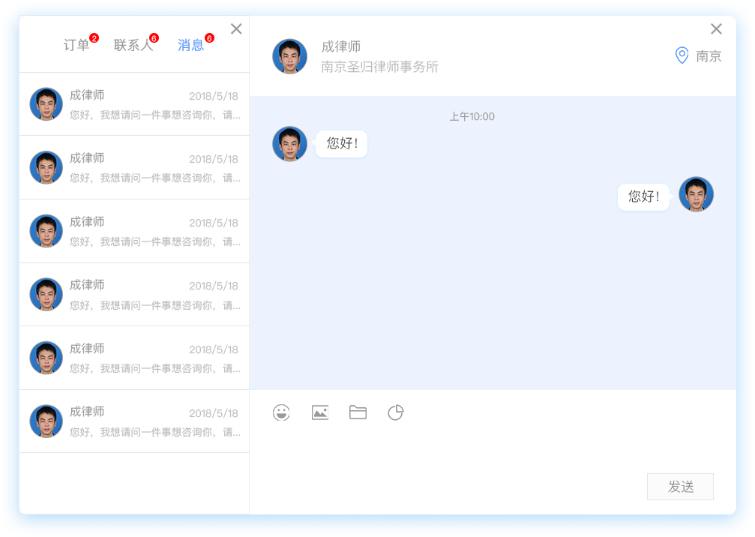 订单 2 联系人 6 消息 6
成律师 2018/5/18
您好，我想请问一件事想咨询你，请...
成律师 2018/5/18
您好，我想请问一件事想咨询你，请...
成律师 2018/5/18
您好，我想请问一件事想咨询你，请...
成律师 2018/5/18
您好，我想请问一件事想咨询你，请...
成律师 2018/5/18
您好，我想请问一件事想咨询你，请...
成律师 2018/5/18
您好，我想请问一件事想咨询你，请...
成律师
南京圣归律师事务所
南京
上午10:00
您好！
您好！
发送